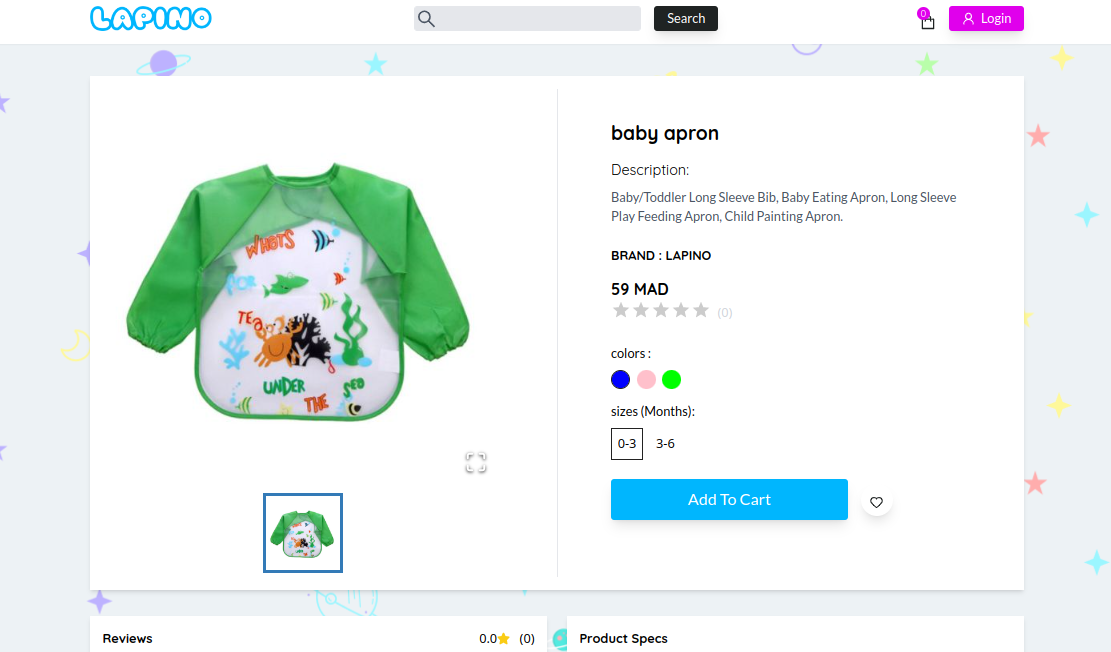 LAPINO
Search
0
Login
WHATS
FOR
TEA
UNDER
THE
SEA
baby apron
Description:
Baby/Toddler Long Sleeve Bib, Baby Eating Apron, Long Sleeve
Play Feeding Apron, Child Painting Apron.
BRAND : LAPINO
59 MAD
(0)
colors :
sizes (Months):
0-3 3-6
Add To Cart
Reviews
0.0 (0)
Product Specs